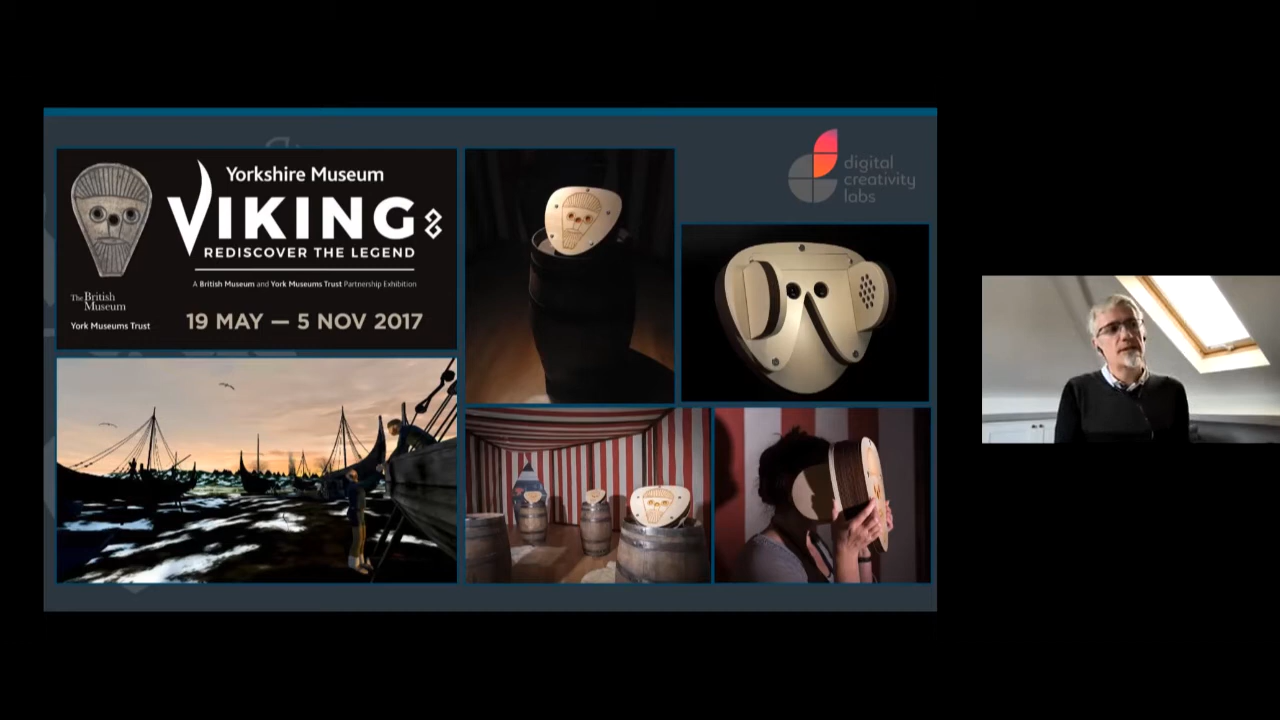 Yorkshire Museum
VIKING:
REDISCOVER THE LEGEND
A British Museum and York Museums Trust Partnership Exhibition
The British
Museum
York Museums Trust
19 MAY — 5 NOV 2017
digital
creativity
labs